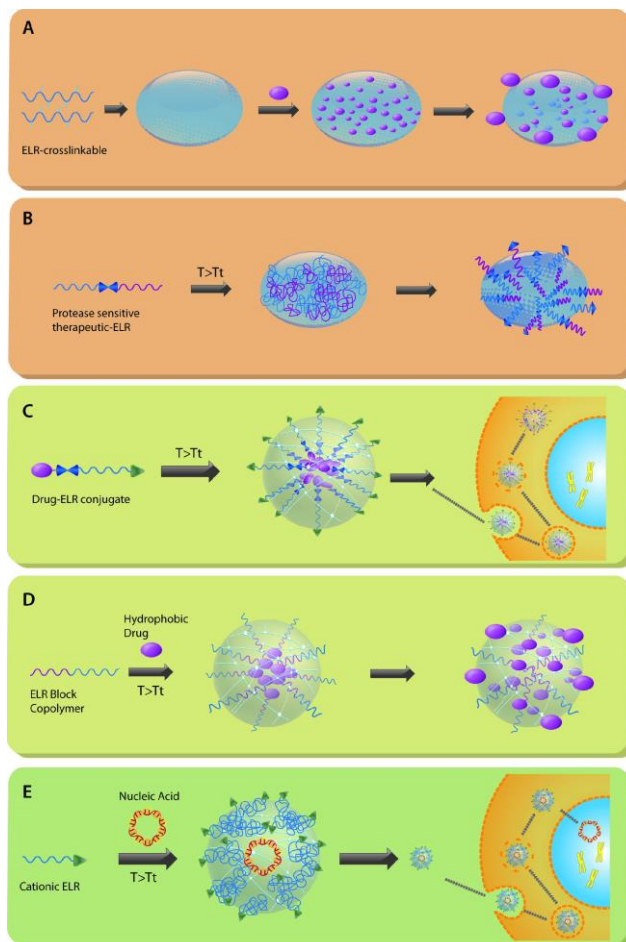 A
ELR-crosslinkable
B
T>Tt
Protease sensitive
therapeutic-ELR
C
T>Tt
Drug-ELR conjugate
D
Hydrophobic
Drug
T>Tt
ELR Block
Copolymer
E
Nucleic Acid
T>Tt
Cationic ELR